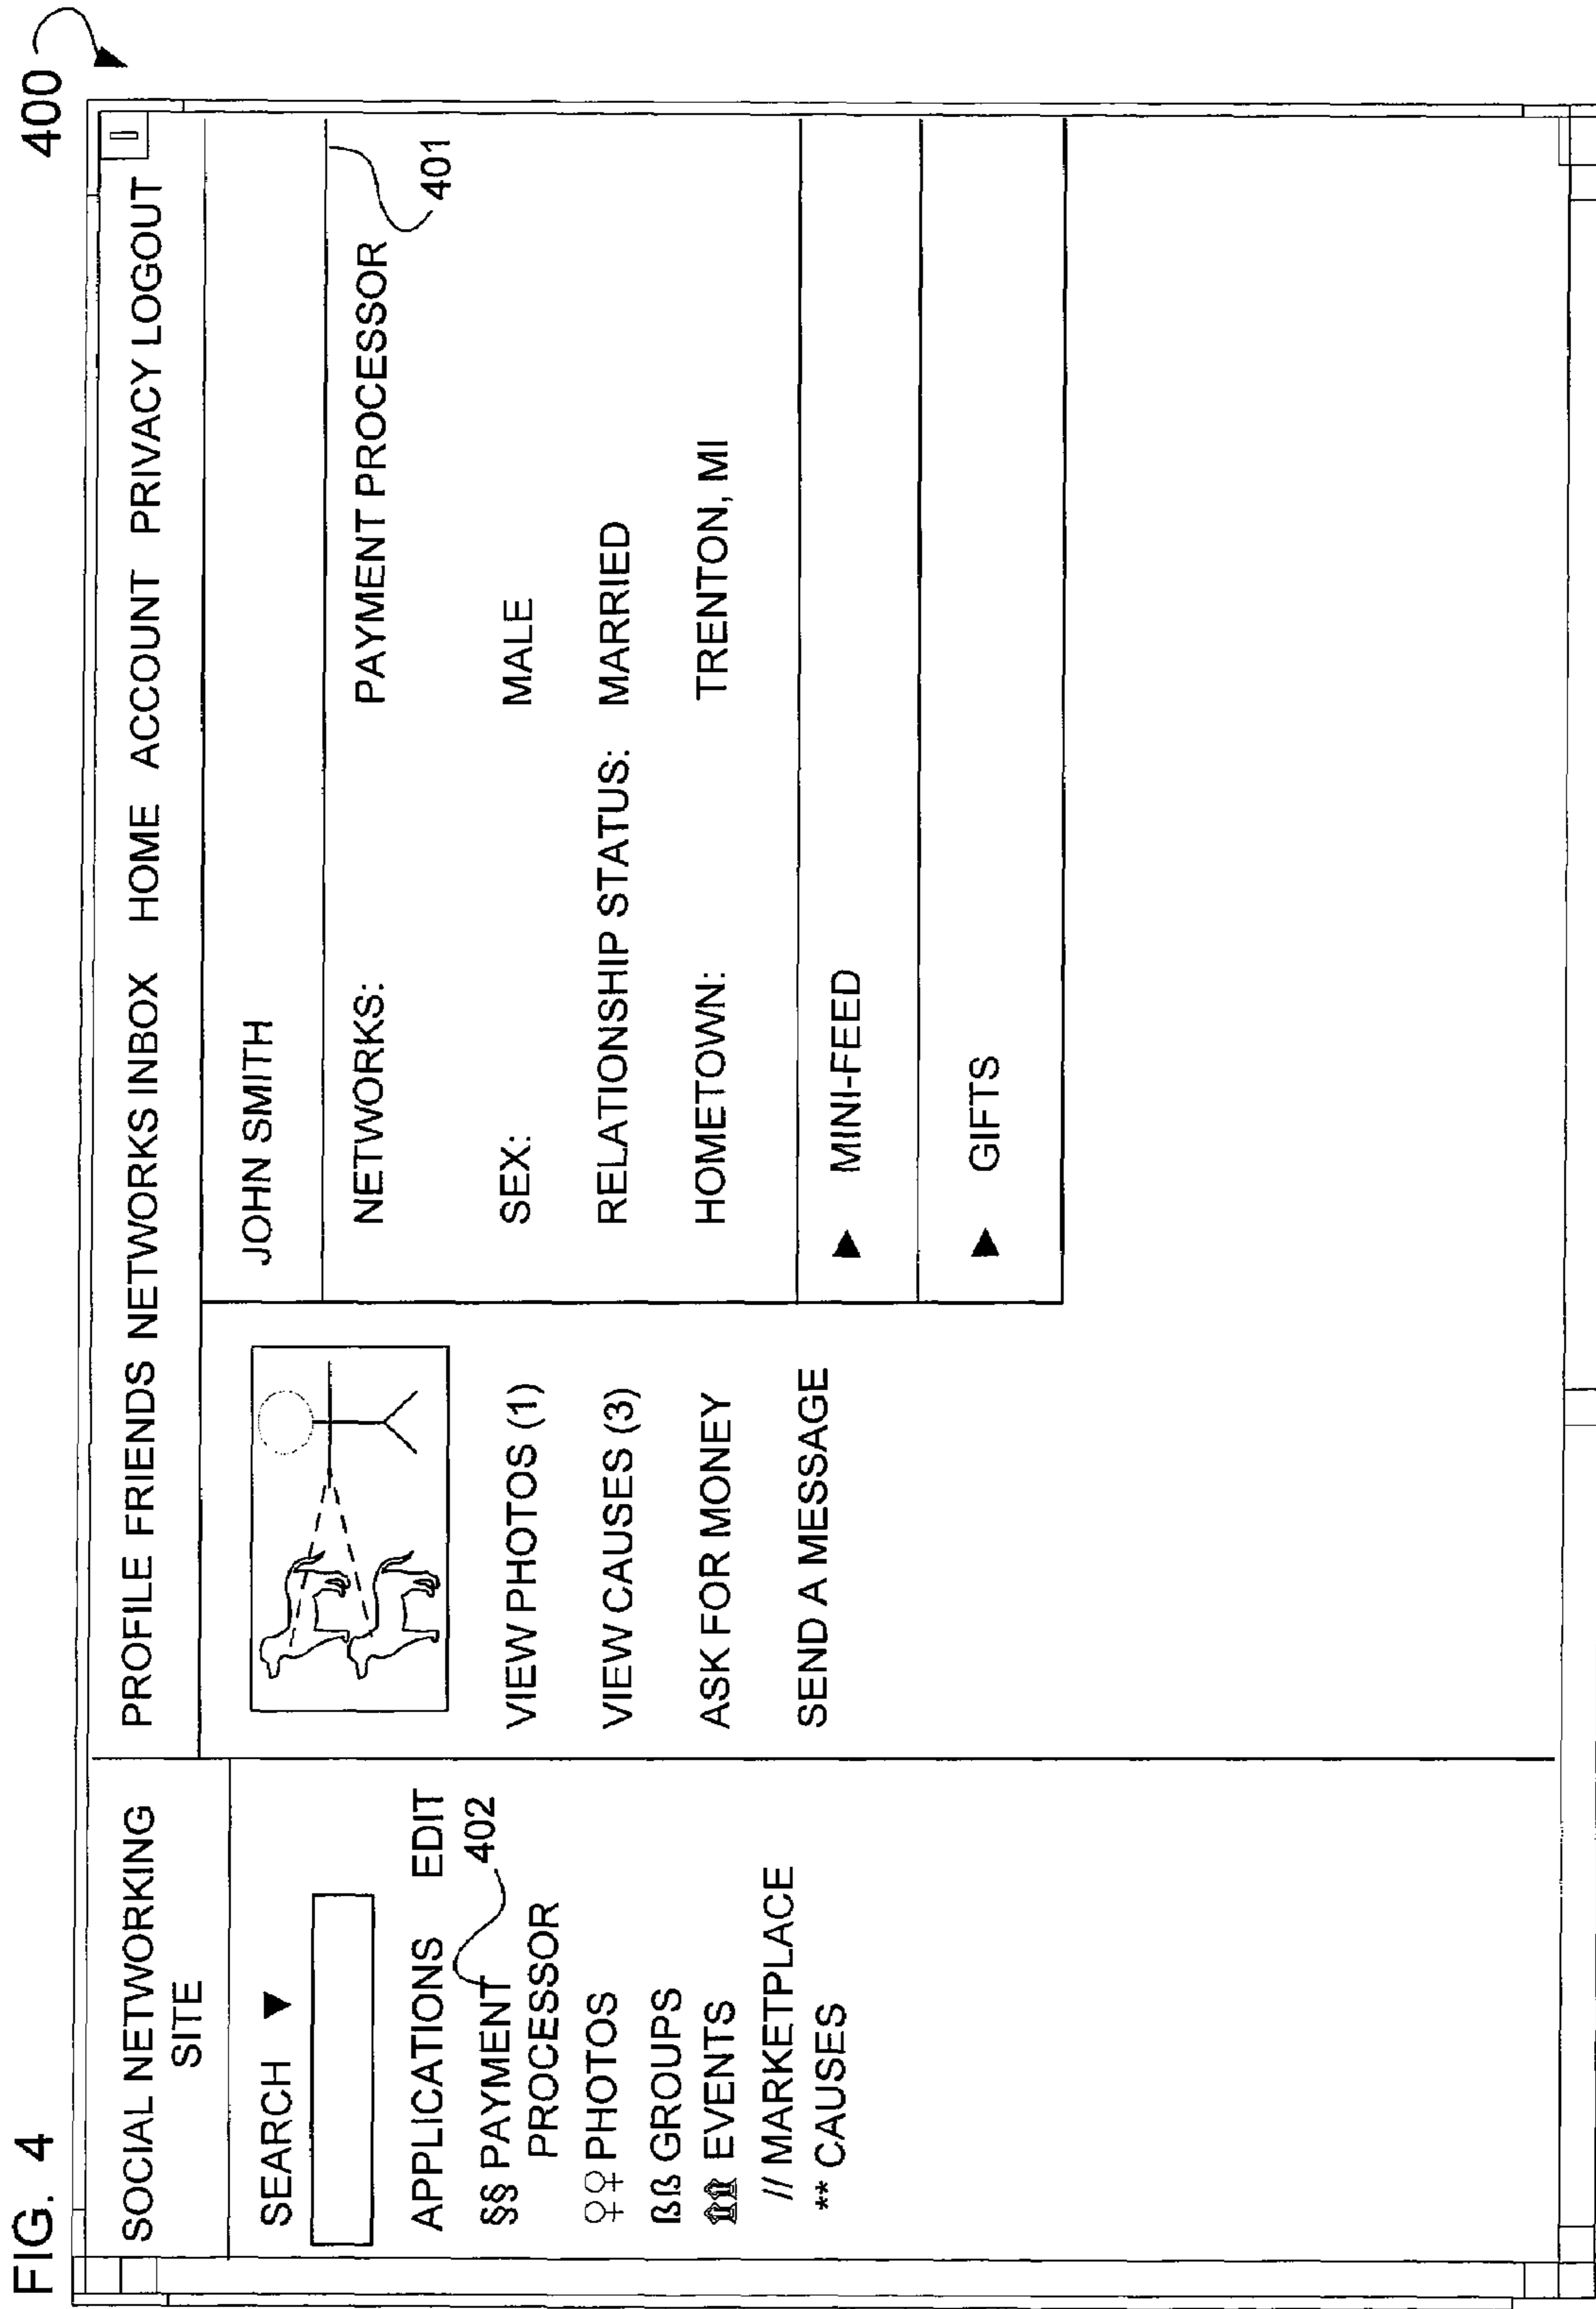 FIG. 4
400
SOCIAL NETWORKING
SITE
PROFILE FRIENDS NETWORKS INBOX HOME ACCOUNT PRIVACY LOGOUT
SEARCH ▼
APPLICATIONS EDIT
§§ PAYMENT
PROCESSOR
402
♀♀ PHOTOS
ßß GROUPS
EVENTS
// MARKETPLACE
** CAUSES
VIEW PHOTOS (1)
VIEW CAUSES (3)
ASK FOR MONEY
SEND A MESSAGE
JOHN SMITH
NETWORKS: PAYMENT PROCESSOR
401
SEX: MALE
RELATIONSHIP STATUS: MARRIED
HOMETOWN: TRENTON, MI
▶ MINI-FEED
▶ GIFTS